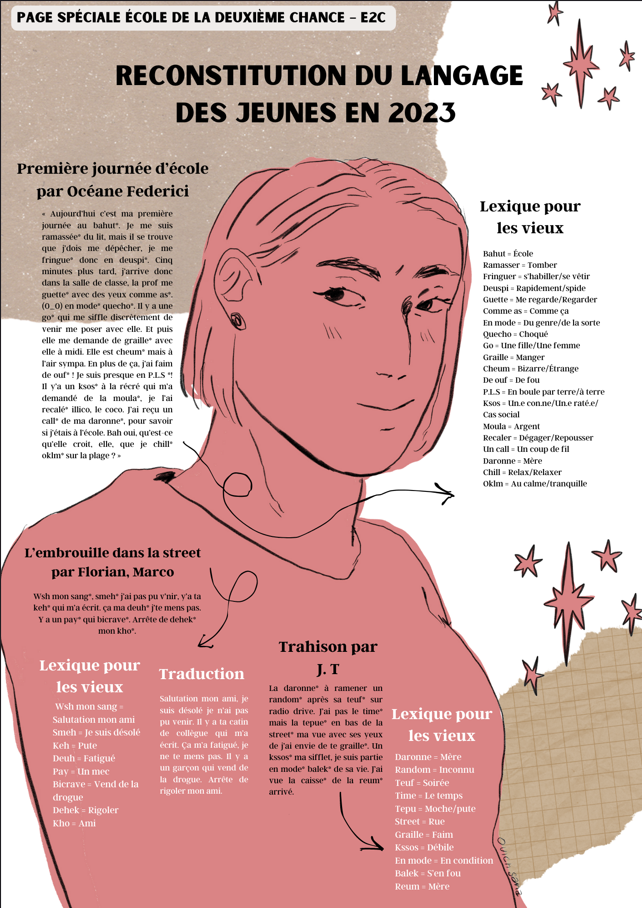 PAGE SPÉCIALE ÉCOLE DE LA DEUXIÈME CHANCE - E2C
RECONSTITUTION DU LANGAGE
DES JEUNES EN 2023
Première journée d'école
par Océane Federici
« Aujourd'hui c'est ma première
journée au bahut*. Je me suis
ramassée* du lit, mais il se trouve
que j'dois me dépêcher, je me
fringue* donc en deuspi*. Cinq
minutes plus tard, j'arrive donc
dans la salle de classe, la prof me
guette* avec des yeux comme as*.
(O_O) en mode* quecho*. Il y a une
go* qui me siffle discrètement de
venir me poser avec elle. Et puis
elle me demande de graille* avec
elle à midi. Elle est cheum* mais à
l'air sympa. En plus de ça, j'ai faim
de ouf* ! Je suis presque en P.L.S *!
Il y'a un ksos* à la récré qui m'a
demandé de la moula*, je l'ai
recalé* illico, le coco. J'ai reçu un
call* de ma daronne*, pour savoir
si j'étais à l'école. Bah oui, qu'est-ce
qu'elle croit, elle, que je chill*
oklm* sur la plage ? »
Lexique pour
les vieux
Bahut = École
Ramasser = Tomber
Fringuer = s'habiller/se vêtir
Deuspi = Rapidement/spide
Guette = Me regarde/Regarder
Comme as = Comme ça
En mode = Du genre/de la sorte
Quecho = Choqué
Go = Une fille/Une femme
Graille = Manger
Cheum = Bizarre/Étrange
De ouf = De fou
P.L.S = En boule par terre/à terre
Ksos = Un.e con.ne/Un.e raté.e/
Cas social
Moula = Argent
Recaler = Dégager/Repousser
Un call = Un coup de fil
Daronne = Mère
Chill = Relax/Relaxer
Oklm = Au calme/tranquille
L'embrouille dans la street
par Florian, Marco
Wsh mon sang*, smeh* j'ai pas pu v'nir, y'a ta
keh* qui m'a écrit, ça ma deuh* j'te mens pas.
Y a un pay* qui bicrave*. Arrête de dehek*
mon kho*.
Lexique pour
les vieux
Wsh mon sang =
Salutation mon ami
Smeh = Je suis désolé
Keh = Pute
Deuh = Fatigué
Pay = Un mec
Bicrave = Vend de la
drogue
Dehek = Rigoler
Kho = Ami
Traduction
Salutation mon ami, je
suis désolé je n'ai pas
pu venir. Il y a ta catin
de collègue qui m'a
écrit. Ça m'a fatigué, je
ne te mens pas. Il y a
un garçon qui vend de
la drogue. Arrête de
rigoler mon ami.
Trahison par
J. T
La daronne* à ramener un
random* aprés sa teuf* sur
radio drive. J'ai pas le time*
mais la tepue* en bas de la
street* ma vue avec ses yeux
de j'ai envie de te graille*. Un
kssos* ma sifflet, je suis partie
en mode* balek* de sa vie. J'ai
vue la caisse* de la reum*
arrivé.
Lexique pour
les vieux
Daronne = Mère
Random = Inconnu
Teuf = Soirée
Time = Le temps
Tepu = Moche/pute
Street = Rue
Graille = Faim
Kssos = Débile
En mode = En condition
Balek = S'en fou
Reum = Mère